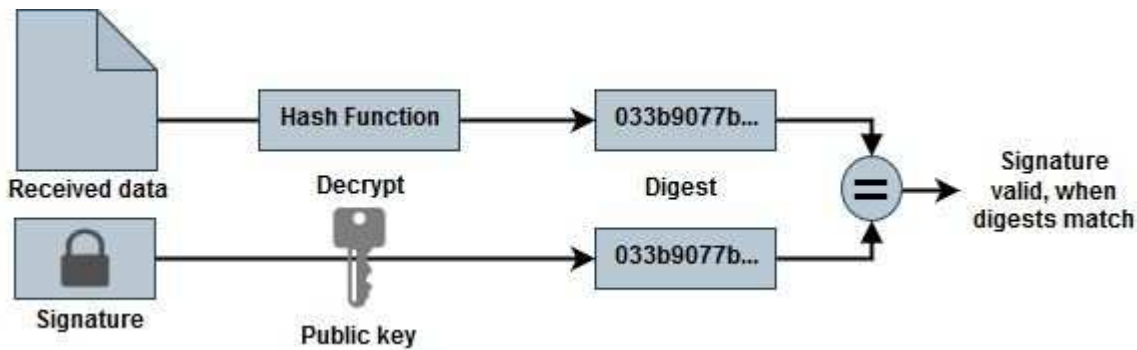 Hash Function
033b9077b...
Received data
Decrypt
Digest
=
Signature
valid, when
digests match
033b9077b...
Signature
Public key